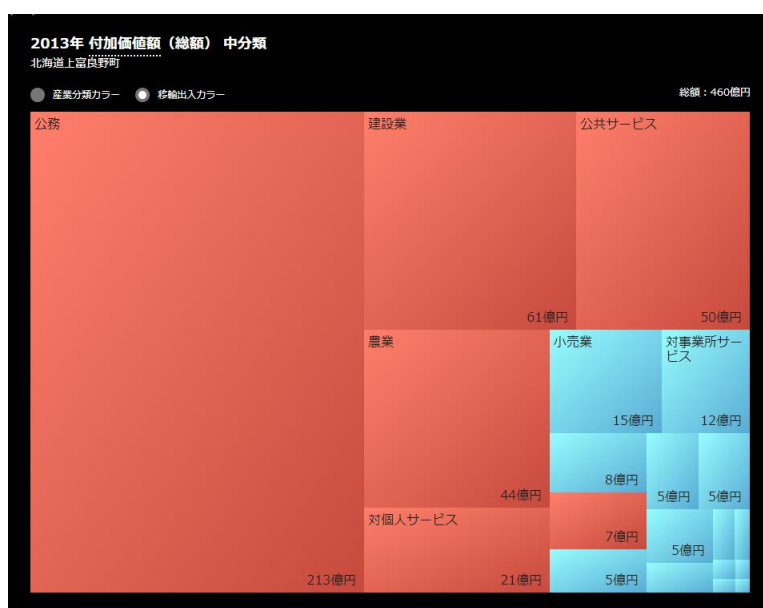 2013年 付加価値額（総額） 中分類
北海道上富良野町
産業分類カラー 移輸出入カラー
総額：460億円
公務
213億円
建設業
61億円
公共サービス
50億円
農業
44億円
対個人サービス
21億円
小売業
15億円
対事業所サー
ビス
12億円
8億円
7億円
5億円
5億円
5億円
5億円